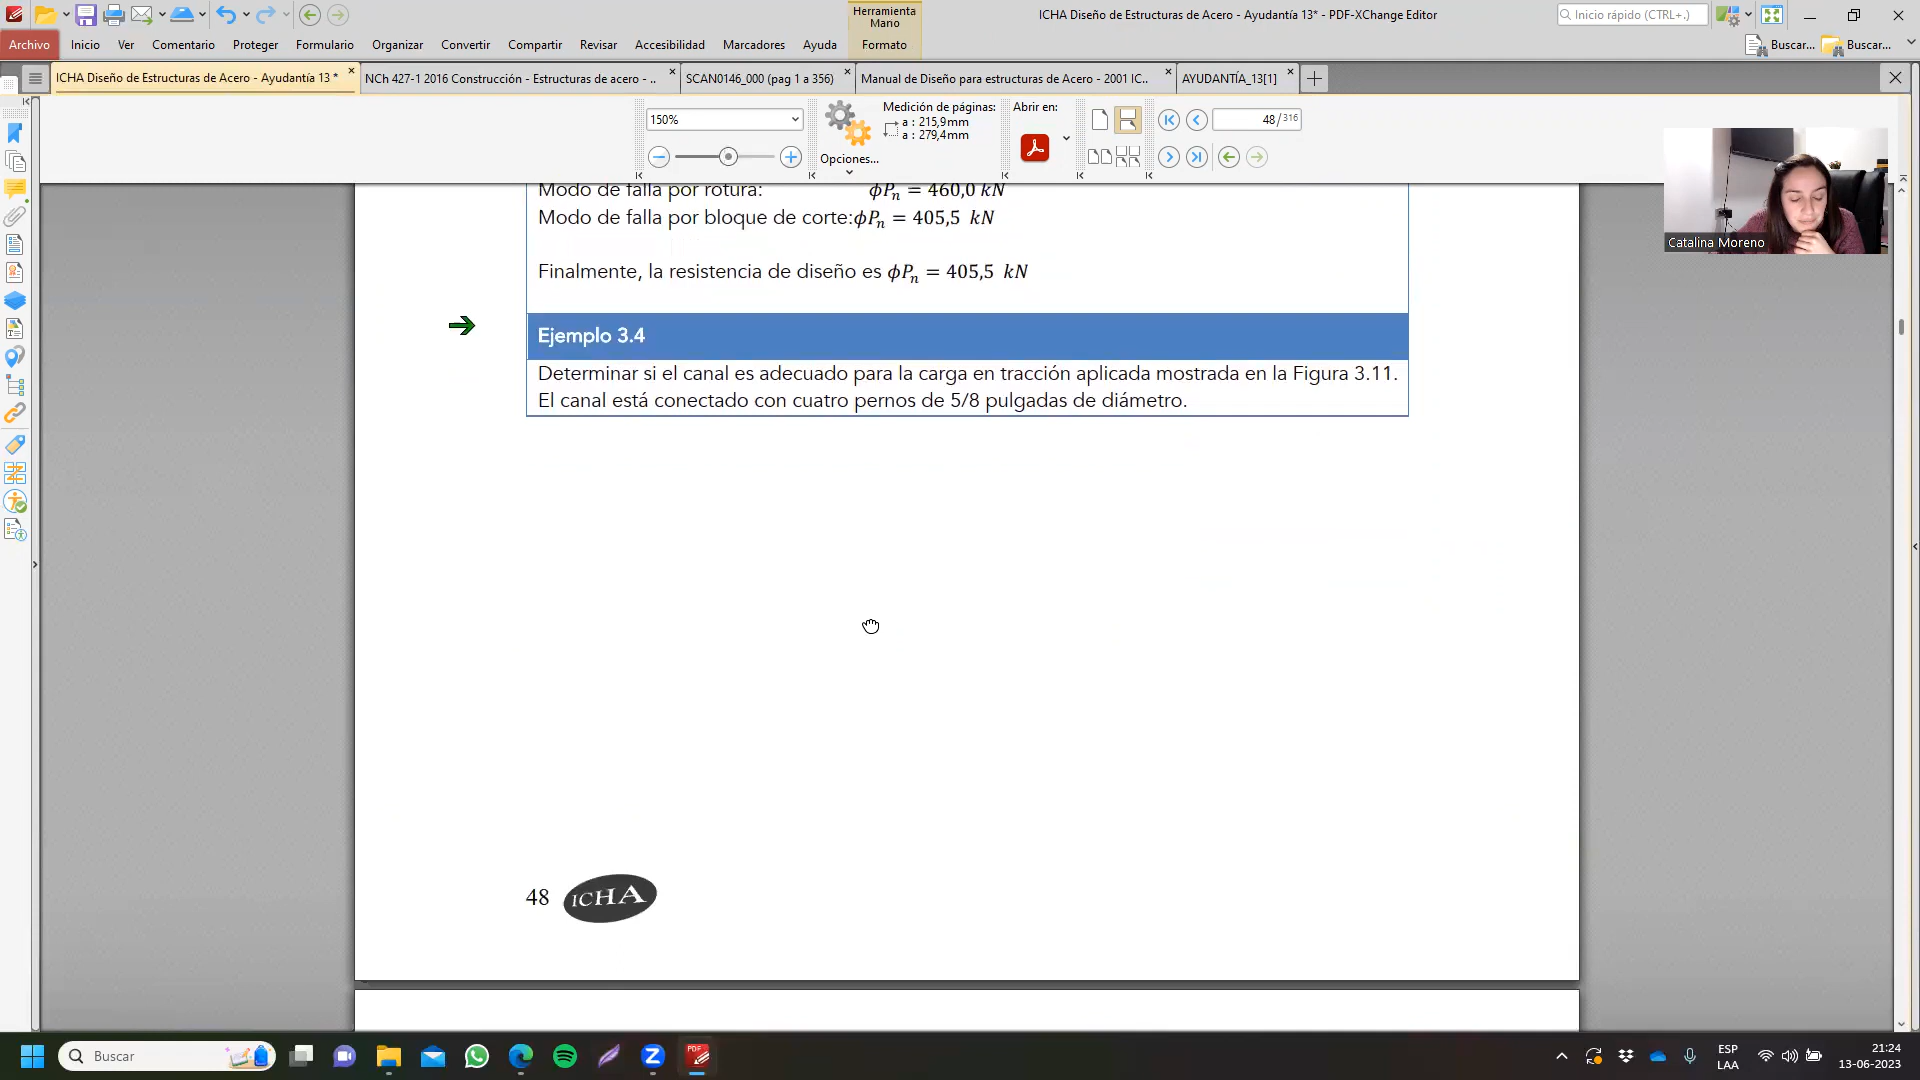 Herramienta
Mano
ICHA Diseño de Estructuras de Acero - Ayudantía 13* - PDF-XChange Editor
Inicio rápido (CTRL+.)
Archivo
Inicio
Ver
Comentario
Proteger
Formulario
Organizar
Convertir
Compartir
Revisar
Accesibilidad
Marcadores
Ayuda
Formato
Buscar...
Buscar...
ICHA Diseño de Estructuras de Acero - Ayudantía 13 *
NCh 427-1 2016 Construcción - Estructuras de acero - ..
SCAN0146_000 (pag 1 a 356)
Manual de Diseño para estructuras de Acero - 2001 IC..
AYUDANTÍA_13[1]
150%
Opciones...
Medición de páginas:
a : 215,9mm
a : 279,4mm
Abrir en:
48/316
Catalina Moreno
Modo de falla por rotura: ϕPn = 460,0 kN
Modo de falla por bloque de corte:ϕPn = 405,5 kN
Finalmente, la resistencia de diseño es ϕPn = 405,5 kN
Ejemplo 3.4
Determinar si el canal es adecuado para la carga en tracción aplicada mostrada en la Figura 3.11.
El canal está conectado con cuatro pernos de 5/8 pulgadas de diámetro.
48 ICHA
Buscar
PDF
ESP
LAA
21:24
13-06-2023